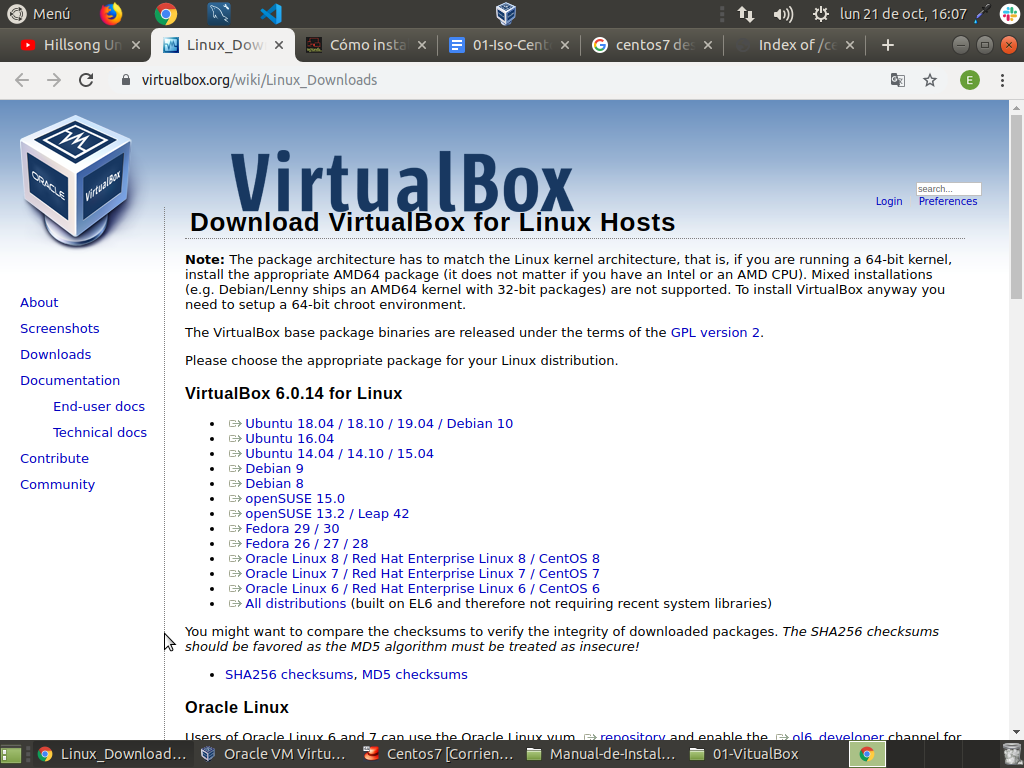 Menú
lun 21 de oct, 16:07
Hillsong Un
Linux_Dow
Cómo insta
01-Iso-Cent
centos7 des
Index of /ce
virtualbox.org/wiki/Linux_Downloads
E
ORACLE
VirtualBox
VirtualBox
search...
Login Preferences
About
Screenshots
Downloads
Documentation
End-user docs
Technical docs
Contribute
Community
Download VirtualBox for Linux Hosts
Note: The package architecture has to match the Linux kernel architecture, that is, if you are running a 64-bit kernel,
install the appropriate AMD64 package (it does not matter if you have an Intel or an AMD CPU). Mixed installations
(e.g. Debian/Lenny ships an AMD64 kernel with 32-bit packages) are not supported. To install VirtualBox anyway you
need to setup a 64-bit chroot environment.
The VirtualBox base package binaries are released under the terms of the GPL version 2.
Please choose the appropriate package for your Linux distribution.
VirtualBox 6.0.14 for Linux
Ubuntu 18.04 / 18.10 / 19.04 / Debian 10
Ubuntu 16.04
Ubuntu 14.04 / 14.10 / 15.04
Debian 9
Debian 8
openSUSE 15.0
openSUSE 13.2 / Leap 42
Fedora 29 / 30
Fedora 26 / 27 / 28
Oracle Linux 8 / Red Hat Enterprise Linux 8 / CentOS 8
Oracle Linux 7 / Red Hat Enterprise Linux 7 / CentOS 7
Oracle Linux 6 / Red Hat Enterprise Linux 6 / CentOS 6
All distributions (built on EL6 and therefore not requiring recent system libraries)
You might want to compare the checksums to verify the integrity of downloaded packages. The SHA256 checksums
should be favored as the MD5 algorithm must be treated as insecure!
SHA256 checksums, MD5 checksums
Oracle Linux
Users of Oracle Linux 6 and 7 can use the Oracle Linux yum repository and enable the ol6_developer channel for
Linux_Download...
Oracle VM Virtu...
Centos7 [Corrien...
Manual-de-Instal...
01-VitualBox